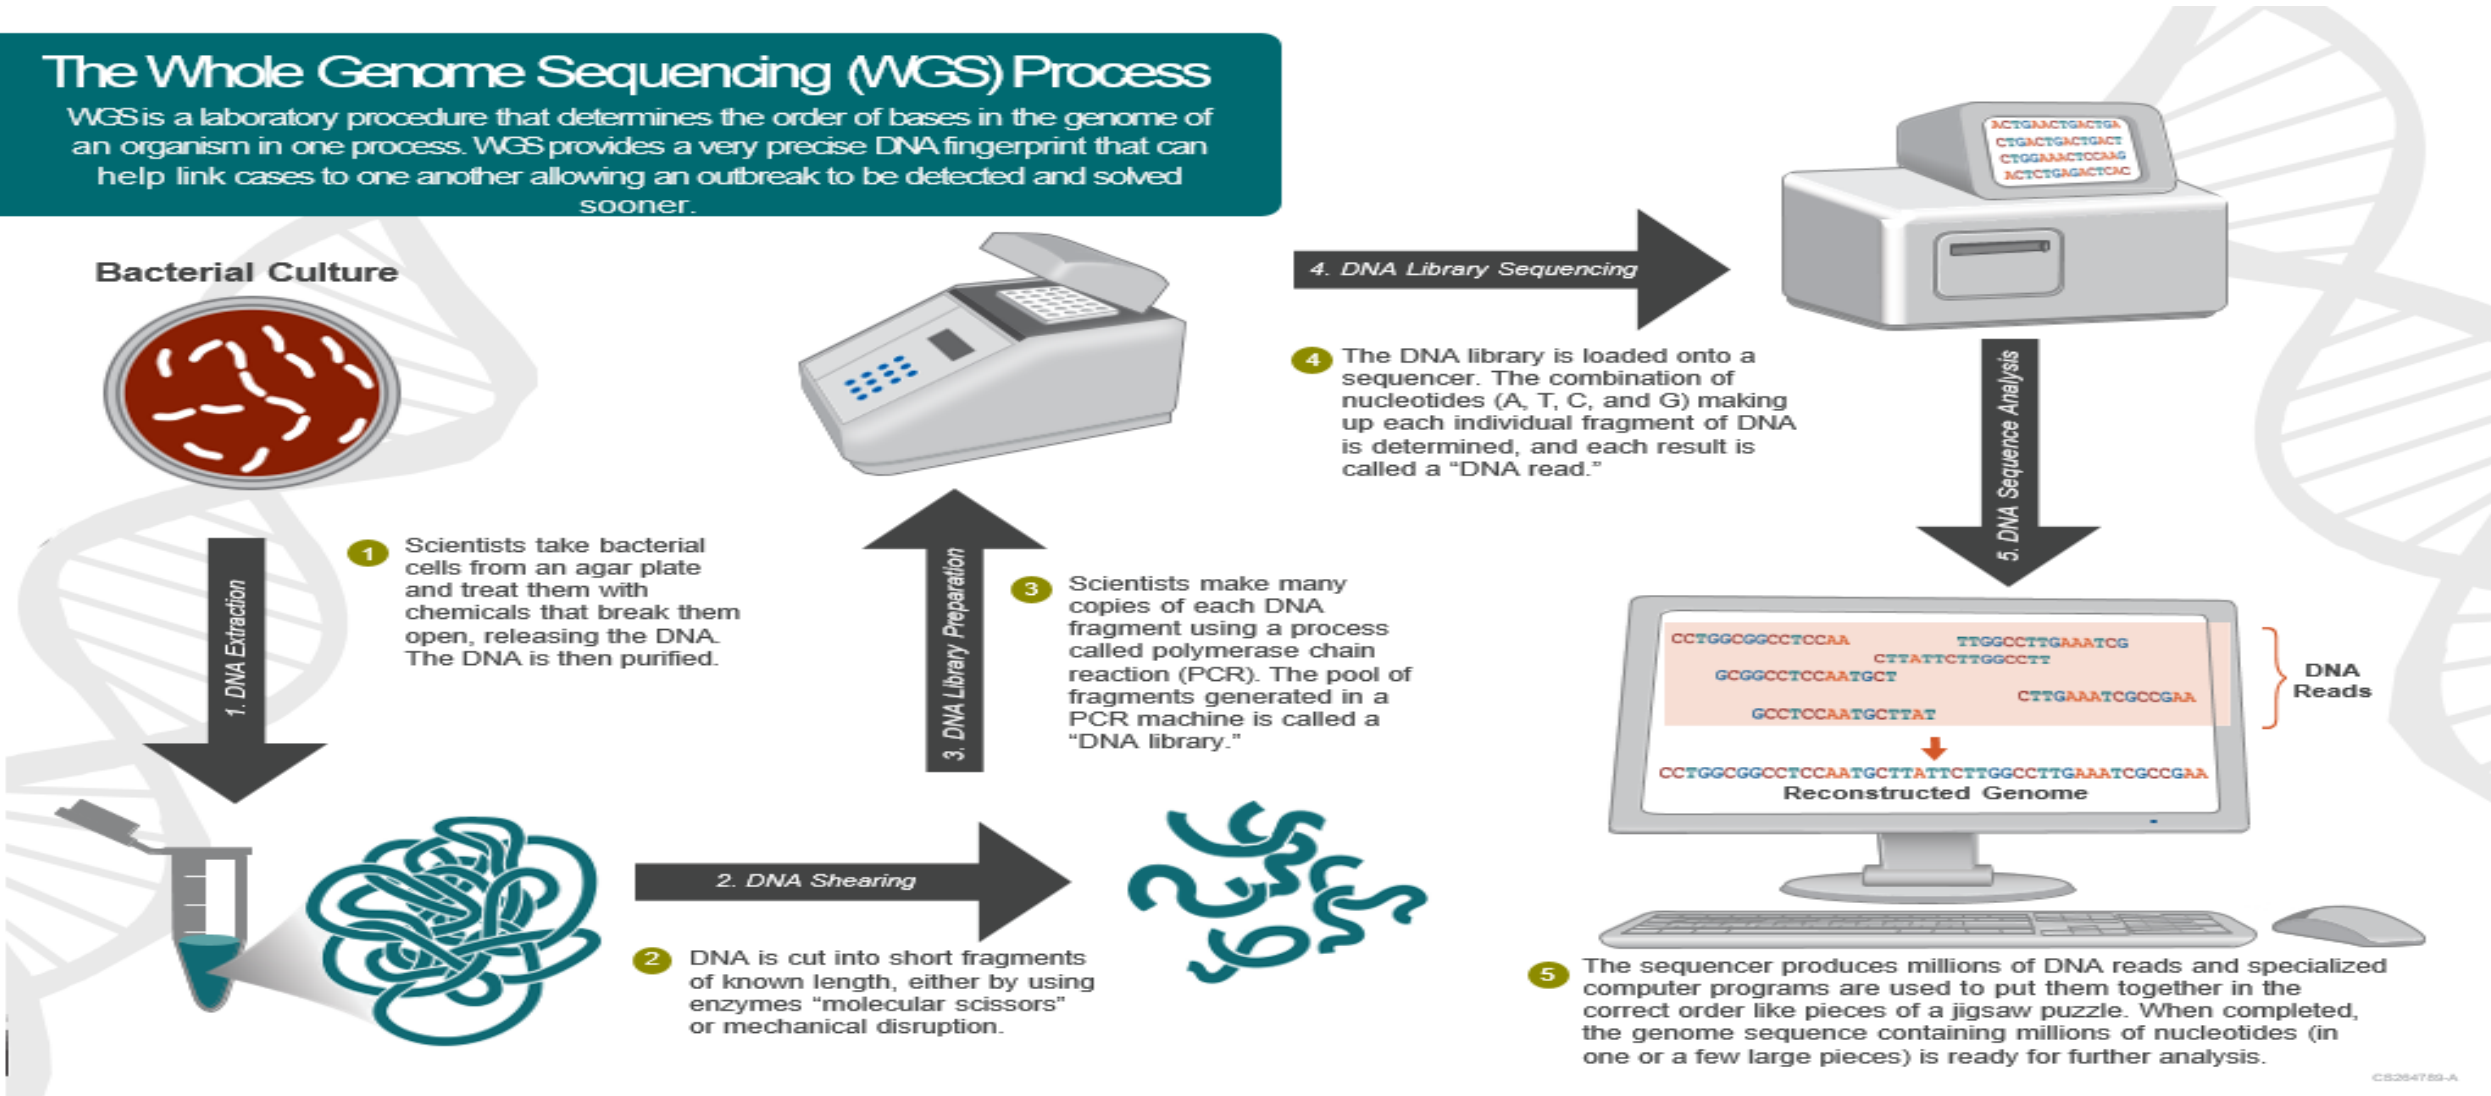 The Whole Genome Sequencing (WGS) Process
WGS is a laboratory procedure that determines the order of bases in the genome of
an organism in one process. WGS provides a very precise DNA fingerprint that can
help link cases to one another allowing an outbreak to be detected and solved
sooner.
Bacterial Culture
1. DNA Extraction
1
Scientists take bacterial
cells from an agar plate
and treat them with
chemicals that break them
open, releasing the DNA.
The DNA is then purified.
2. DNA Shearing
2
DNA is cut into short fragments
of known length, either by using
enzymes “molecular scissors”
or mechanical disruption.
3. DNA Library Preparation
3
Scientists make many
copies of each DNA
fragment using a process
called polymerase chain
reaction (PCR). The pool of
fragments generated in a
PCR machine is called a
“DNA library.”
4. DNA Library Sequencing
4
The DNA library is loaded onto a
sequencer. The combination of
nucleotides (A, T, C, and G) making
up each individual fragment of DNA
is determined, and each result is
called a “DNA read.”
ACTGAACTGACTGA
CTGACTGACTGACT
CTGGAAACTCCAAG
ACTCTGAGACTCAC
5. DNA Sequence Analysis
CCTGGCGGCCTCCAA
TTGGCCTTGAAATCG
CTTATTCTTGGCCTT
GCGGCCTCCAATGCT
CTTGAAATCGCCGAA
GCCTCCAATGCTTAT
DNA
Reads
CCTGGCGGCCTCCAATGCTTATTCTTGGCCTTGAAATCGCCGAA
Reconstructed Genome
5
The sequencer produces millions of DNA reads and specialized
computer programs are used to put them together in the
correct order like pieces of a jigsaw puzzle. When completed,
the genome sequence containing millions of nucleotides (in
one or a few large pieces) is ready for further analysis.
CS264789-A